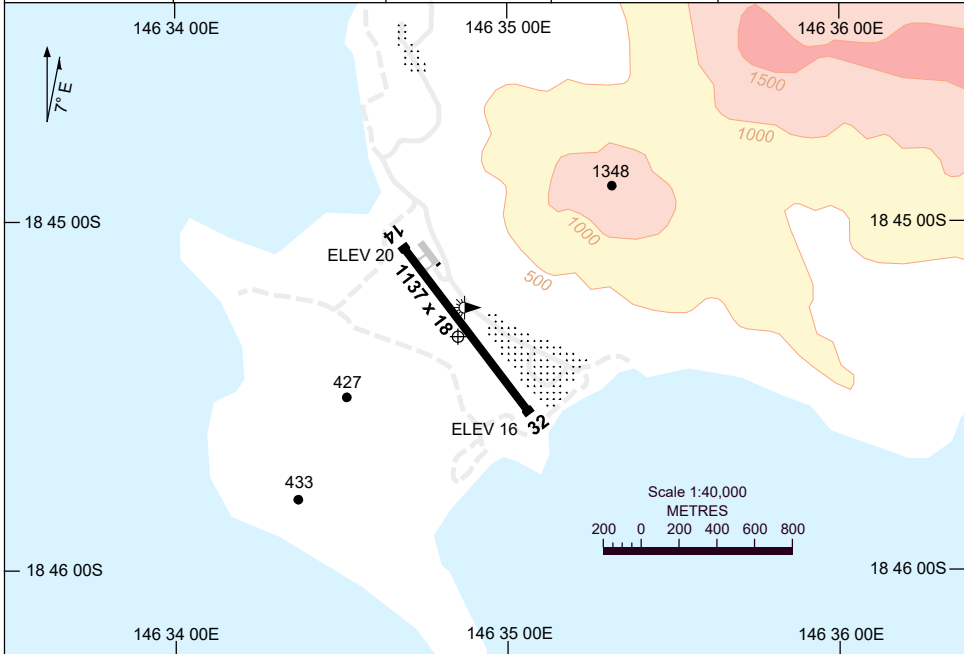 146 34 00E
146 35 00E
146 36 00E
7° E
1500
1000
1348
1000
500
18 45 00S
18 45 00S
14
ELEV 20
1137 x 18
427
ELEV 16
32
433
Scale 1:40,000
METRES
200 0 200 400 600 800
18 46 00S
18 46 00S
146 34 00E
146 35 00E
146 36 00E